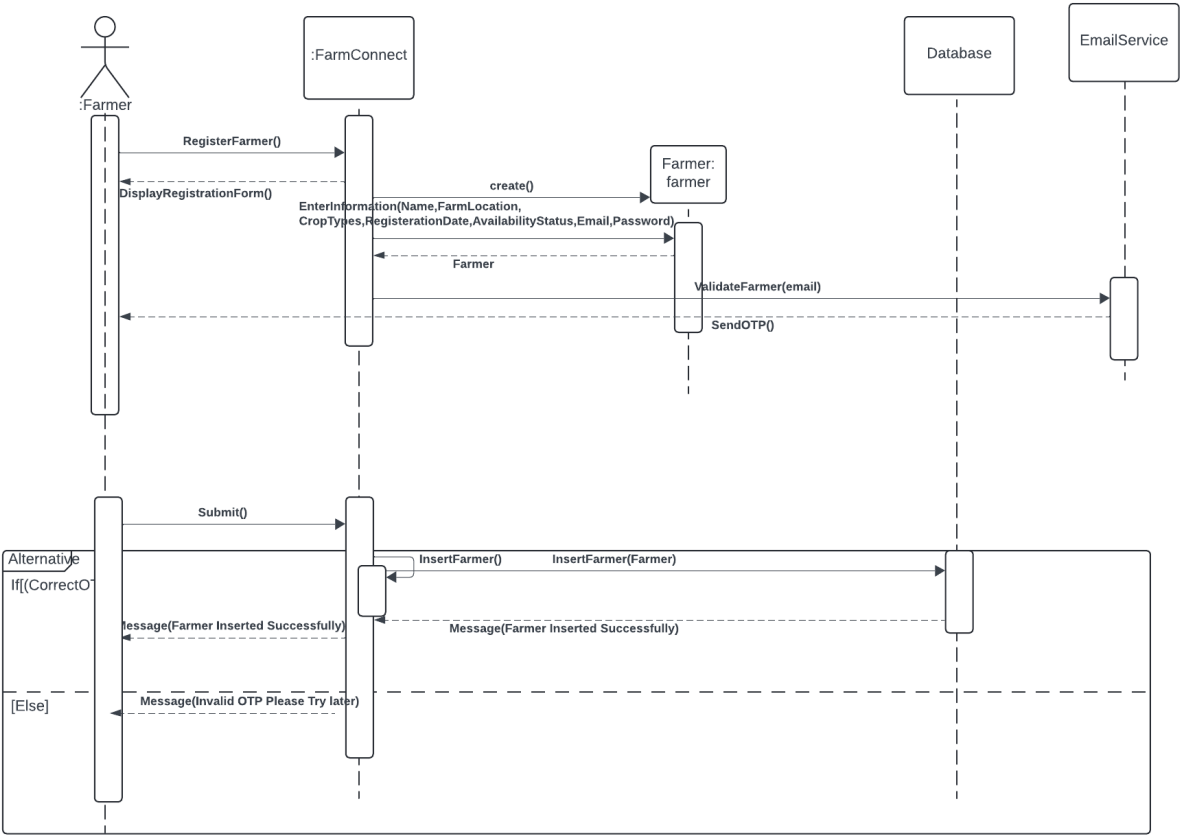 :Farmer
:FarmConnect
Database
EmailService
RegisterFarmer()
DisplayRegistrationForm()
Farmer:
farmer
create()
EnterInformation(Name,FarmLocation,
CropTypes,RegisterationDate,AvailabilityStatus,Email,Password)
Farmer
ValidateFarmer(email)
SendOTP()
Submit()
Alternative
InsertFarmer()
InsertFarmer(Farmer)
If[(CorrectOT
Message(Farmer Inserted Successfully)
Message(Farmer Inserted Successfully)
[Else]
Message(Invalid OTP Please Try later)